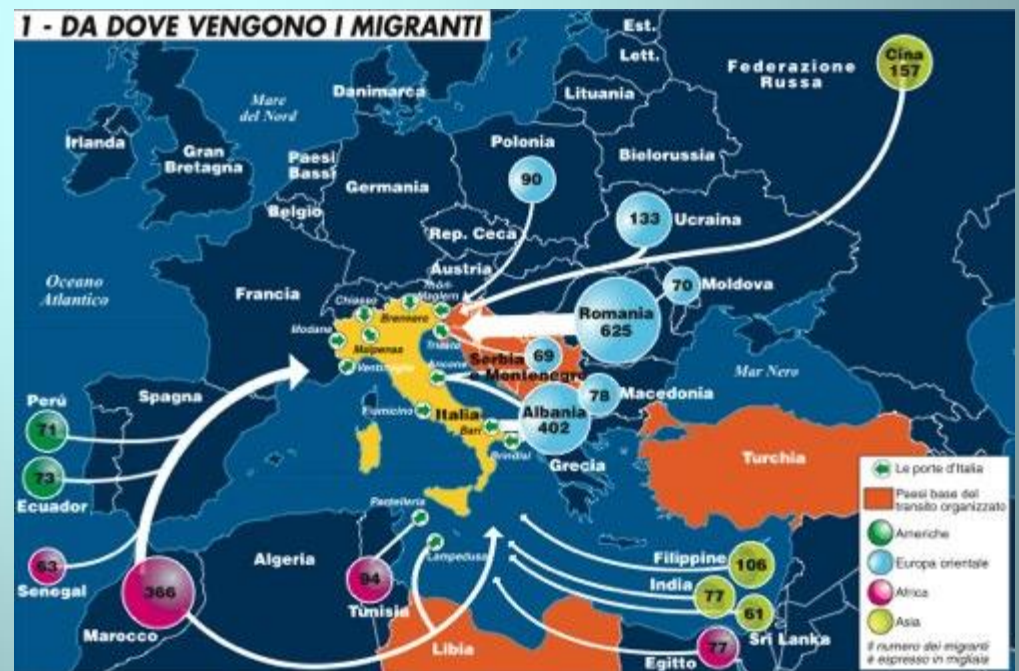 1 - DA DOVE VENGONO I MIGRANTI
Est.
Lett.
Lituania
Federazione
Russa
Cina
157
Danimarca
Mare
del Nord
Irlanda
Gran
Bretagna
Paesi
Bassi
Belgio
Germania
Polonia
90
Bielorussia
133
Ucraina
Rep. Ceca
Austria
Oceano
Atlantico
Francia
Chiasso
Brennero
Modane
Malpensa
Trieste
Ventimiglia
Ancona
Romania
625
70
Moldova
Serbia
69
Montenegro
Mar Nero
78
Macedonia
Albania
402
Fiumicino
Italia
Bari
Brindisi
Grecia
Turchia
Spagna
Perú
71
73
Ecuador
63
Senegal
366
Marocco
Algeria
94
Tunisia
Pantelleria
Lampedusa
Libia
Filippine
106
India
77
61
Sri Lanka
Egitto
77
Le porte d'Italia
Paesi base del
transito organizzato
Americhe
Europa orientale
Africa
Asia
Il numero dei migranti
è espresso in migliaia